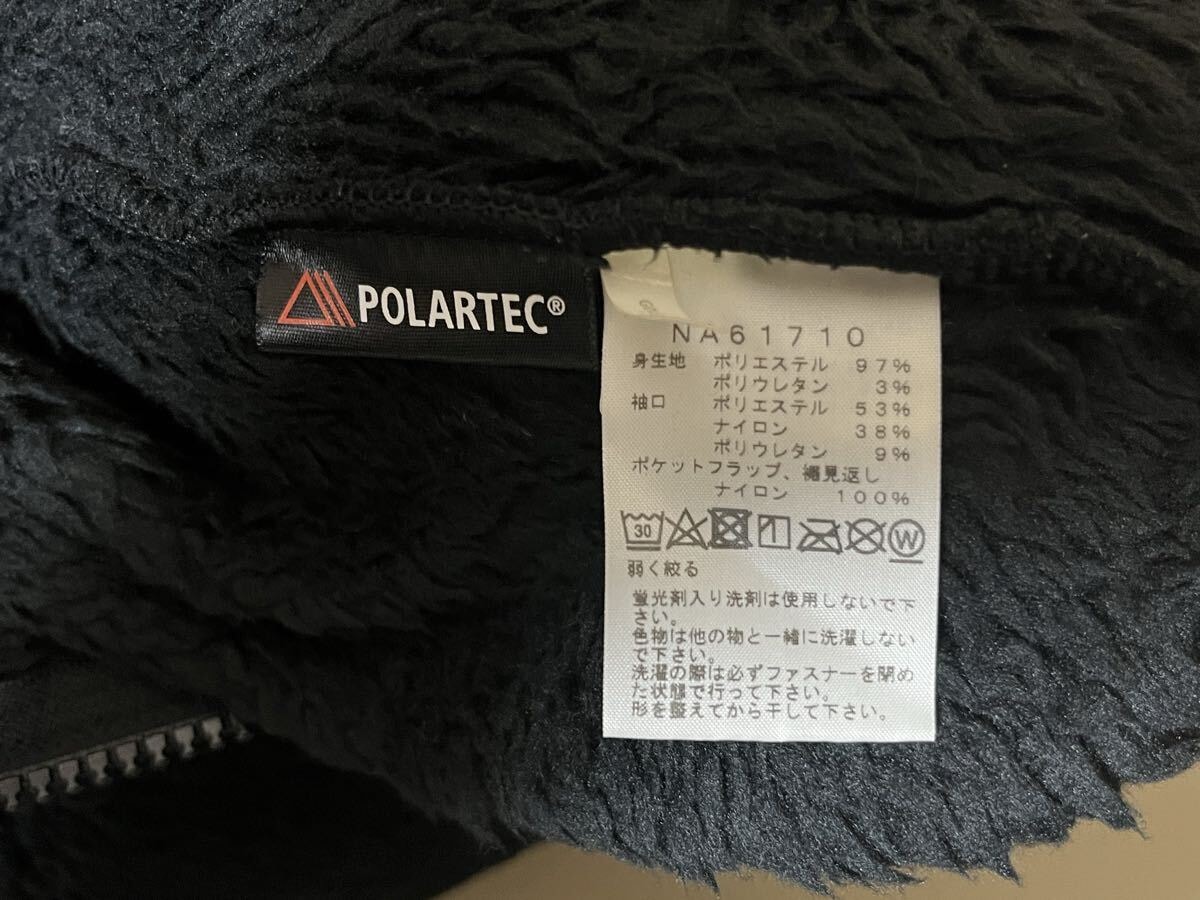 POLARTEC®
NA61710
身生地 ポリエステル 97%
ポリウレタン 3%
袖口 ポリエステル 53%
ナイロン 38%
ポリウレタン 9%
ポケットフラップ、裾見返し
ナイロン 100%
30
W
弱く絞る
蛍光剤入り洗剤は使用しないで下
さい。
色物は他の物と一緒に洗濯しない
で下さい。
洗濯の際は必ずファスナーを閉め
た状態で行って下さい。
形を整えてから干して下さい。